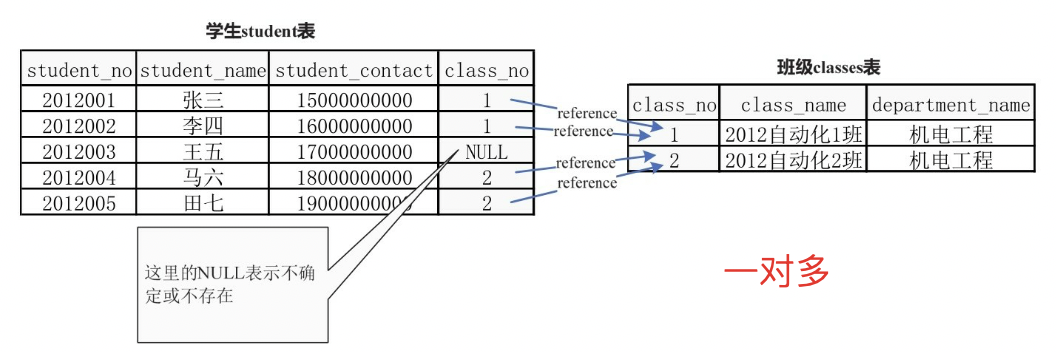 学生student表
student_no student_name student_contact class_no
2012001 张三 15000000000 1
2012002 李四 16000000000 1
2012003 王五 17000000000 NULL
2012004 马六 18000000000 2
2012005 田七 19000000000 2
reference
reference
reference
reference
班级classes表
class_no class_name department_name
1 2012自动化1班 机电工程
2 2012自动化2班 机电工程
这里的NULL表示不确
定或不存在
一对多